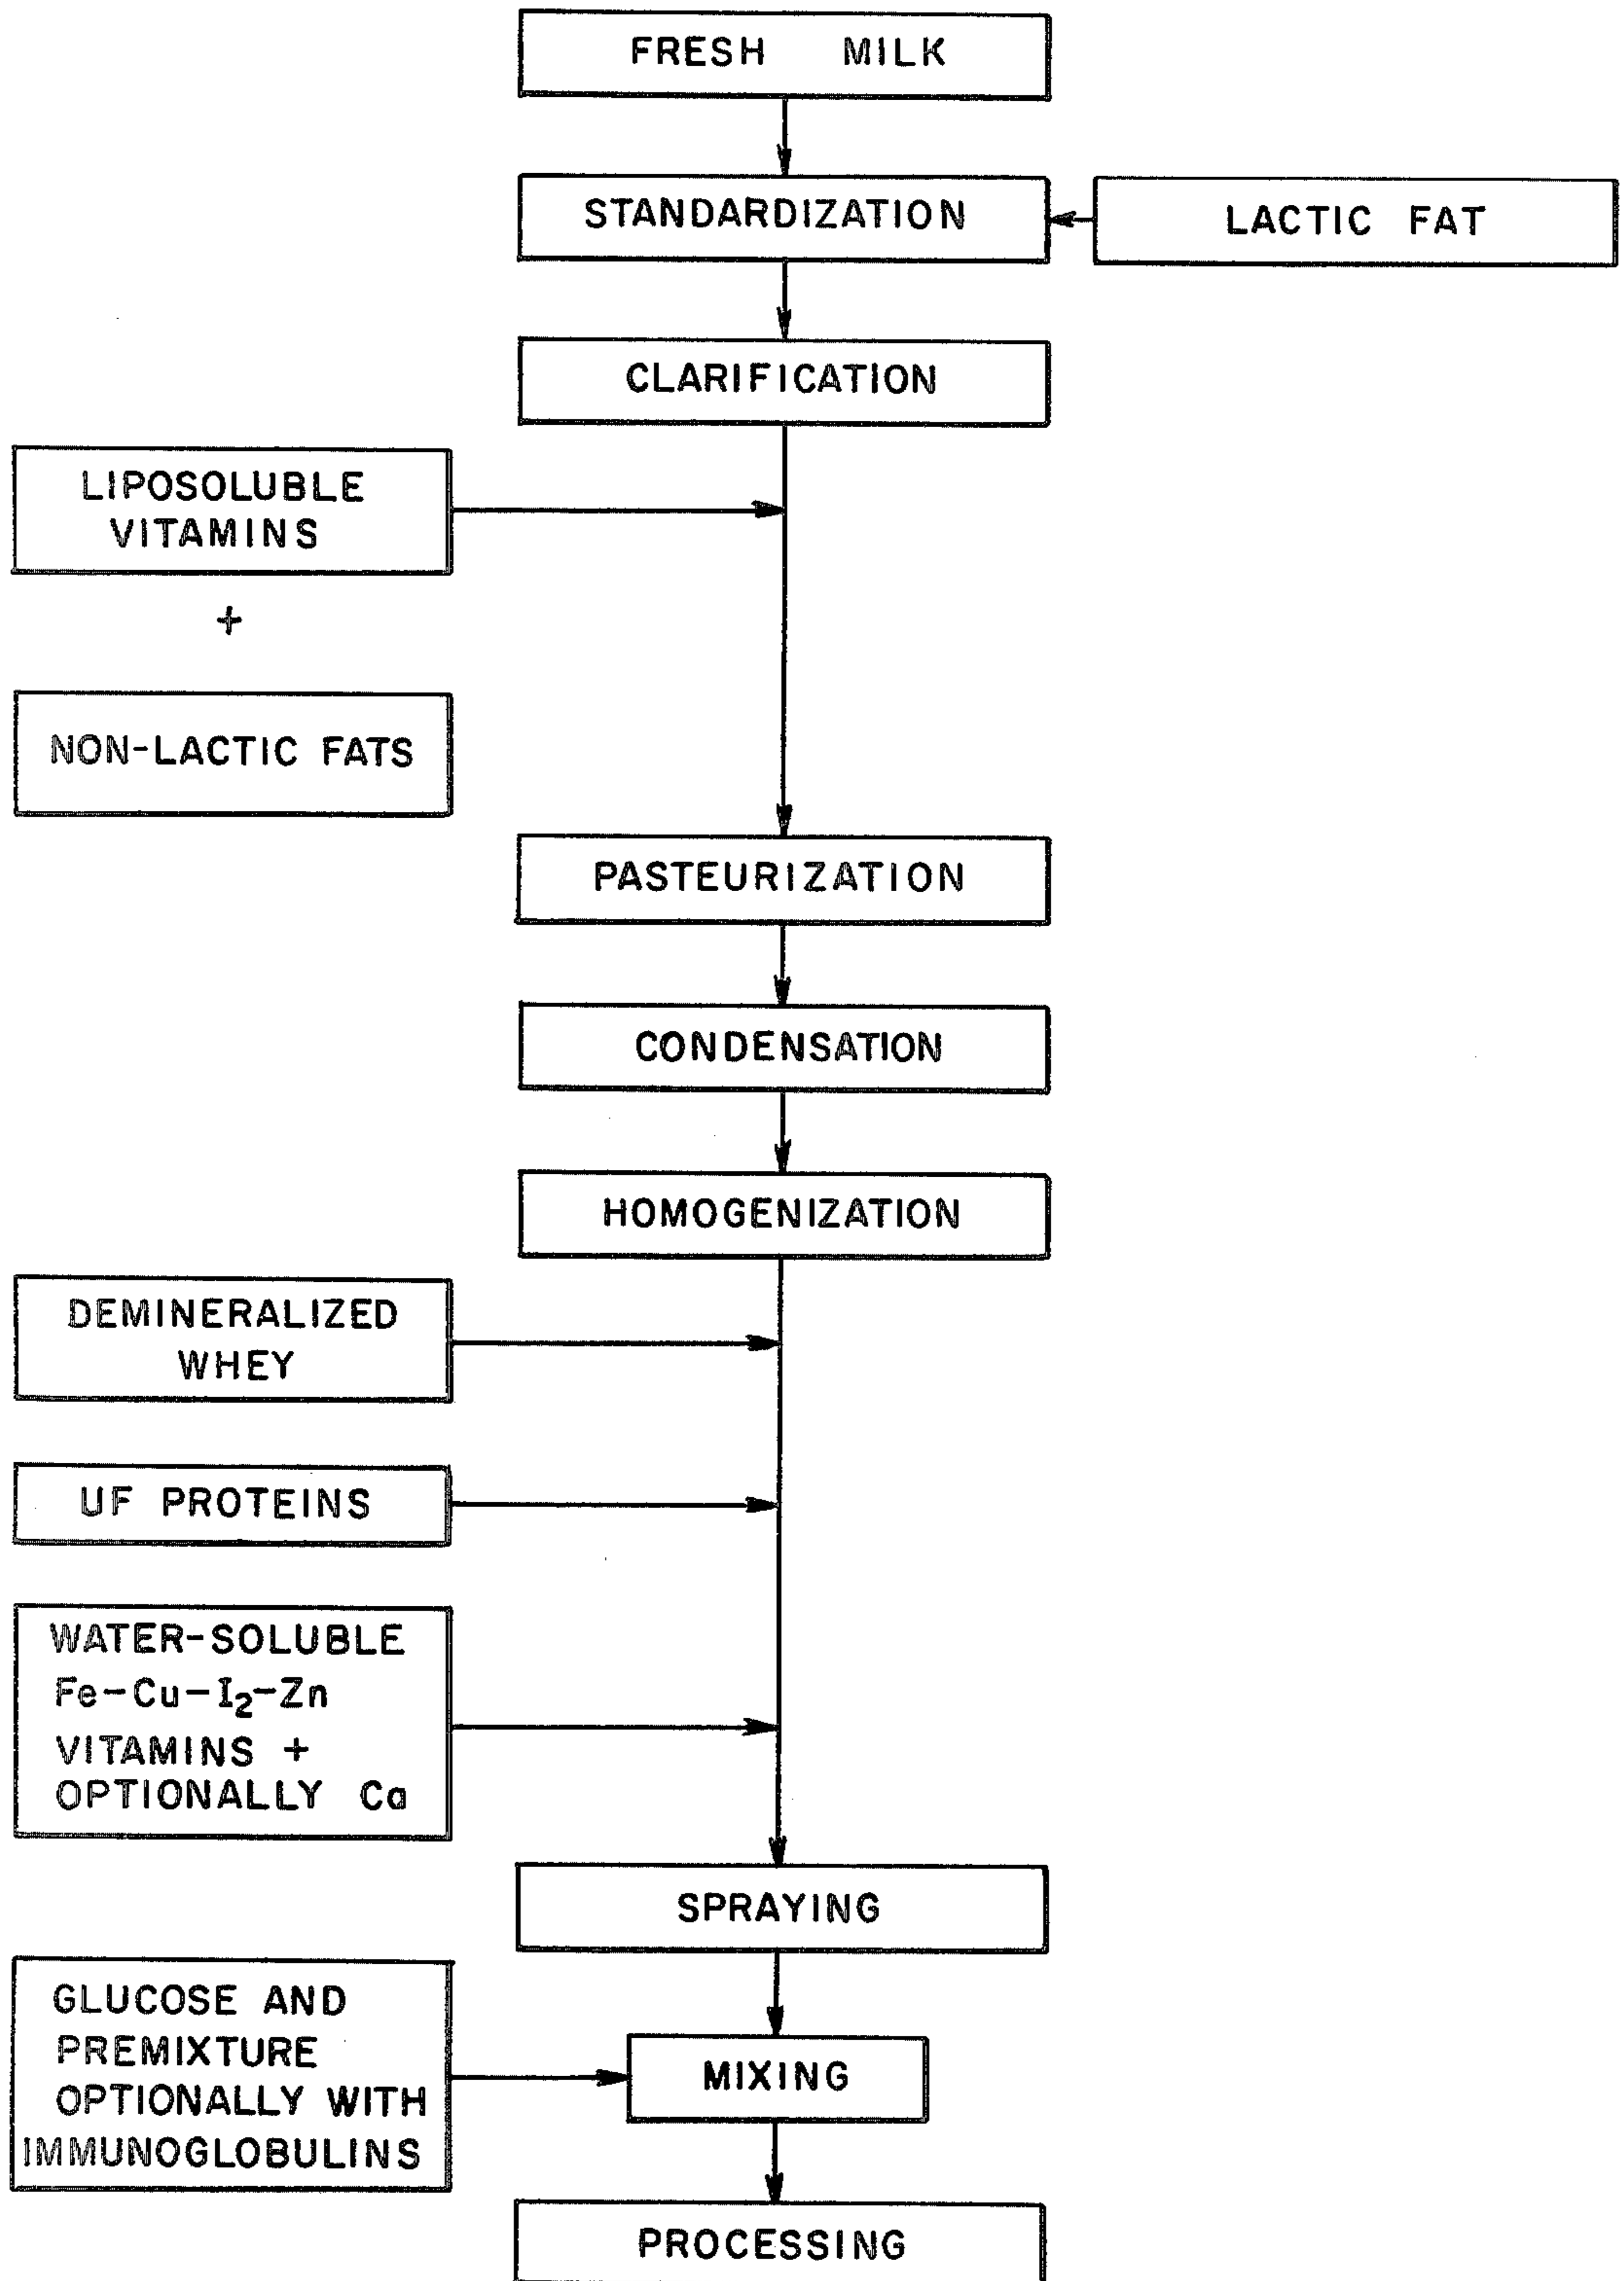 FRESH MILK
STANDARDIZATION
LACTIC FAT
CLARIFICATION
LIPOSOLUBLE
VITAMINS
+
NON-LACTIC FATS
PASTEURIZATION
CONDENSATION
HOMOGENIZATION
DEMINERALIZED
WHEY
UF PROTEINS
WATER-SOLUBLE
Fe-Cu-I₂-Zn
VITAMINS +
OPTIONALLY Ca
SPRAYING
GLUCOSE AND
PREMIXTURE
OPTIONALLY WITH
IMMUNOGLOBULINS
MIXING
PROCESSING